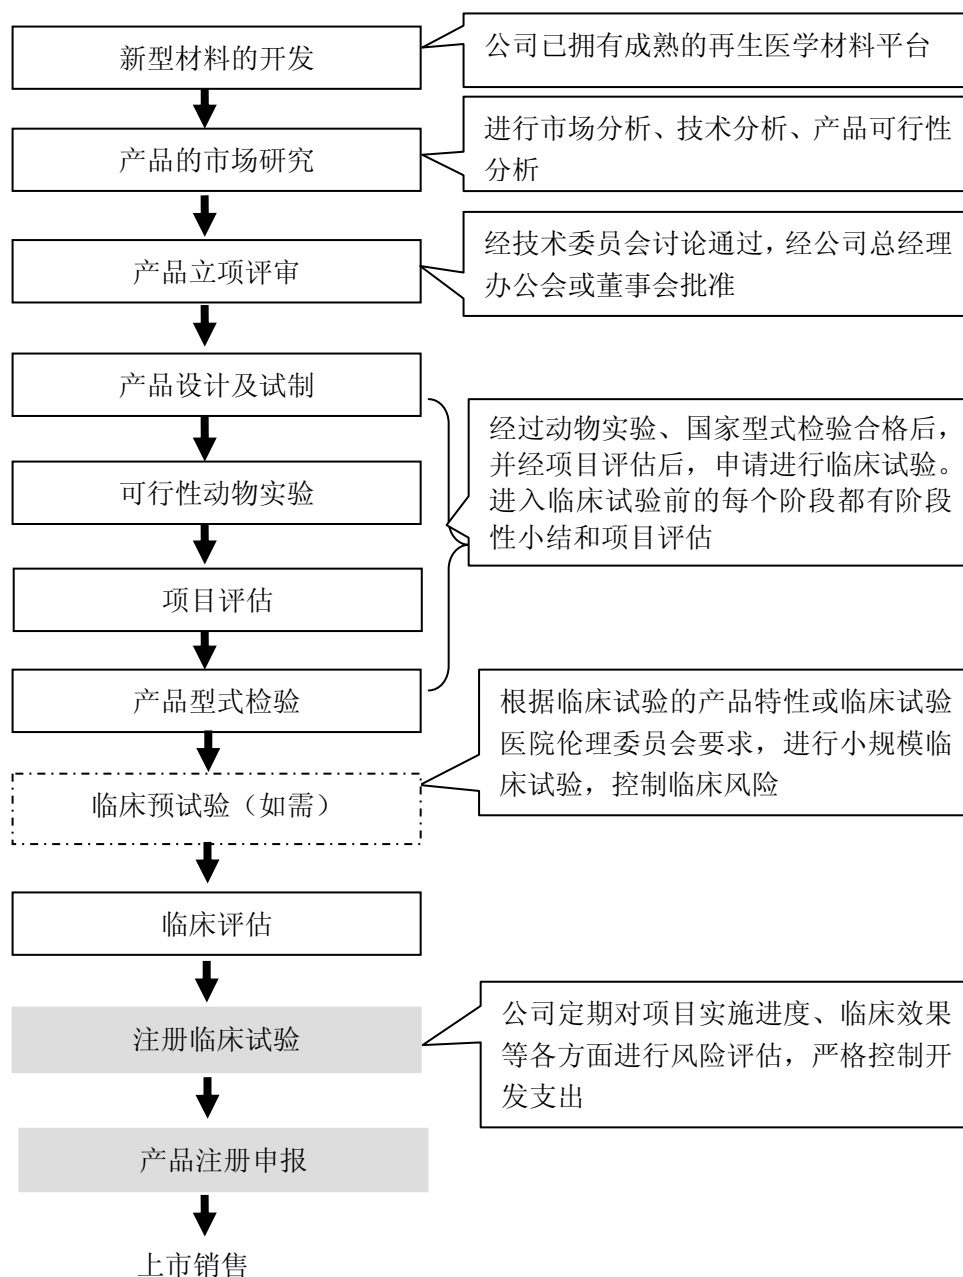 新型材料的开发
公司已拥有成熟的再生医学材料平台
产品的市场研究
进行市场分析、技术分析、产品可行性
分析
产品立项评审
经技术委员会讨论通过，经公司总经理
办公会或董事会批准
产品设计及试制
可行性动物实验
项目评估
产品型式检验
经过动物实验、国家型式检验合格后，
并经项目评估后，申请进行临床试验。
进入临床试验前的每个阶段都有阶段
性小结和项目评估
临床预试验（如需）
根据临床试验的产品特性或临床试验
医院伦理委员会要求，进行小规模临
床试验，控制临床风险
临床评估
注册临床试验
公司定期对项目实施进度、临床效果
等各方面进行风险评估，严格控制开
发支出
产品注册申报
上市销售